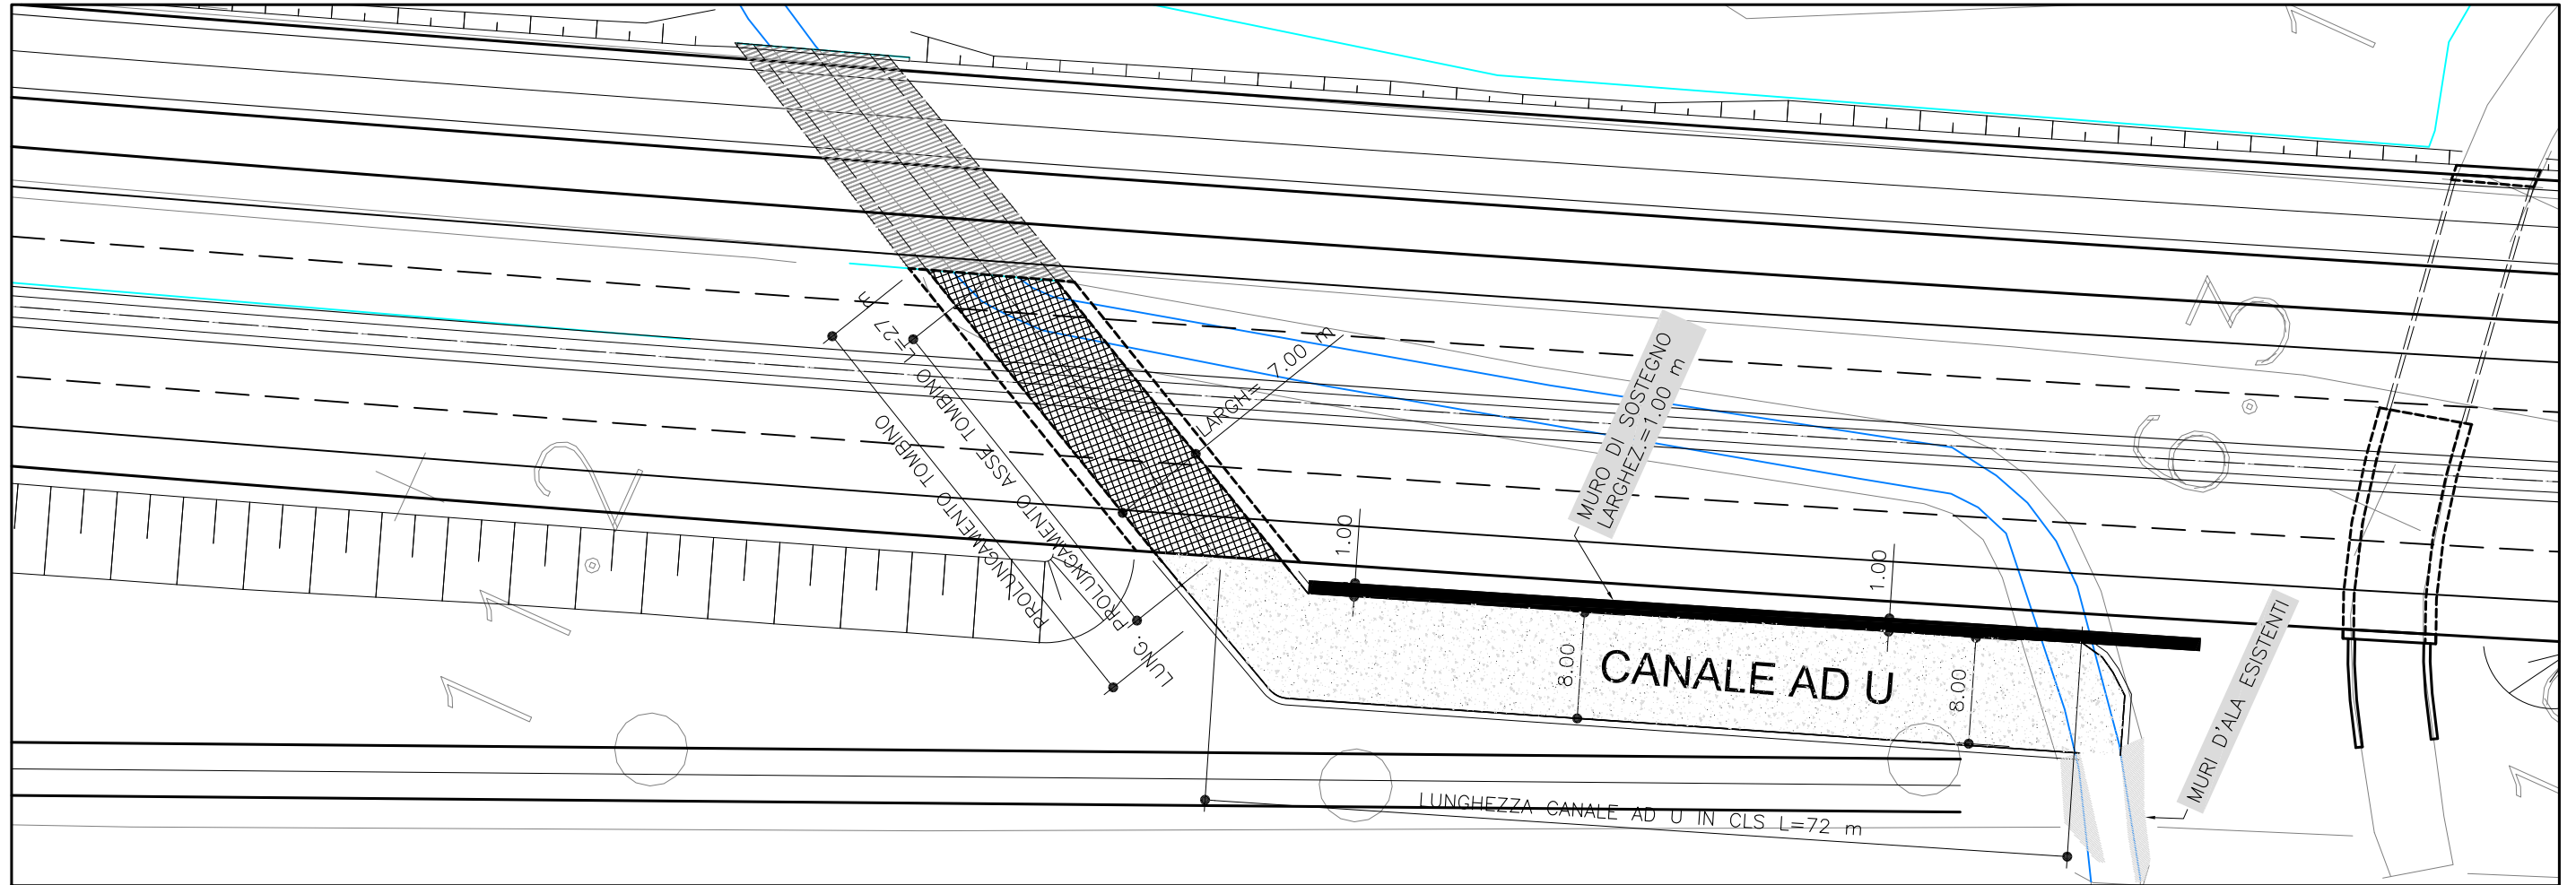 LUNG. PROLUNGAMENTO ASSE TOMBINO L=27 m
PROLUNGAMENTO TOMBINO
LARGH= 7.00 m
MURO DI SOSTEGNO
LARGHEZ.=1.00 m
1.00
1.00
8.00
CANALE AD U
8.00
MURI D'ALA ESISTENTI
LUNGHEZZA CANALE AD U IN CLS L=72 m